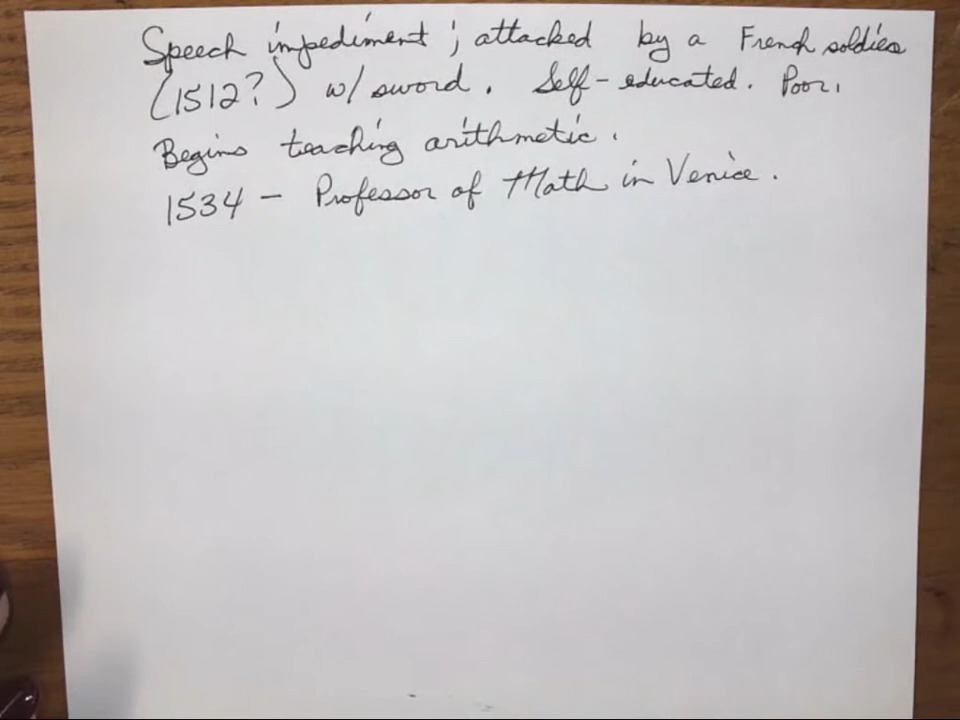 Speech impediment ; attacked by a French soldier
(1512?) w/ sword. Self-educated. Poor.
Begins teaching arithmetic.
1534 - Professor of Math in Venice.